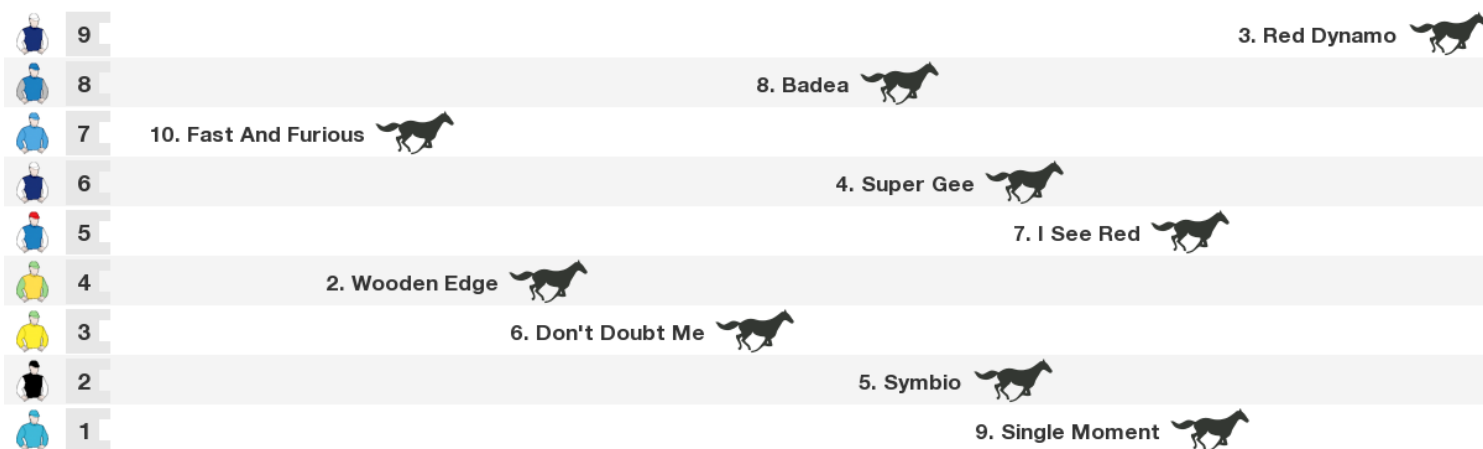 9 3. Red Dynamo
8 8. Badea
7 10. Fast And Furious
6 4. Super Gee
5 7. I See Red
4 2. Wooden Edge
3 6. Don't Doubt Me
2 5. Symbio
1 9. Single Moment